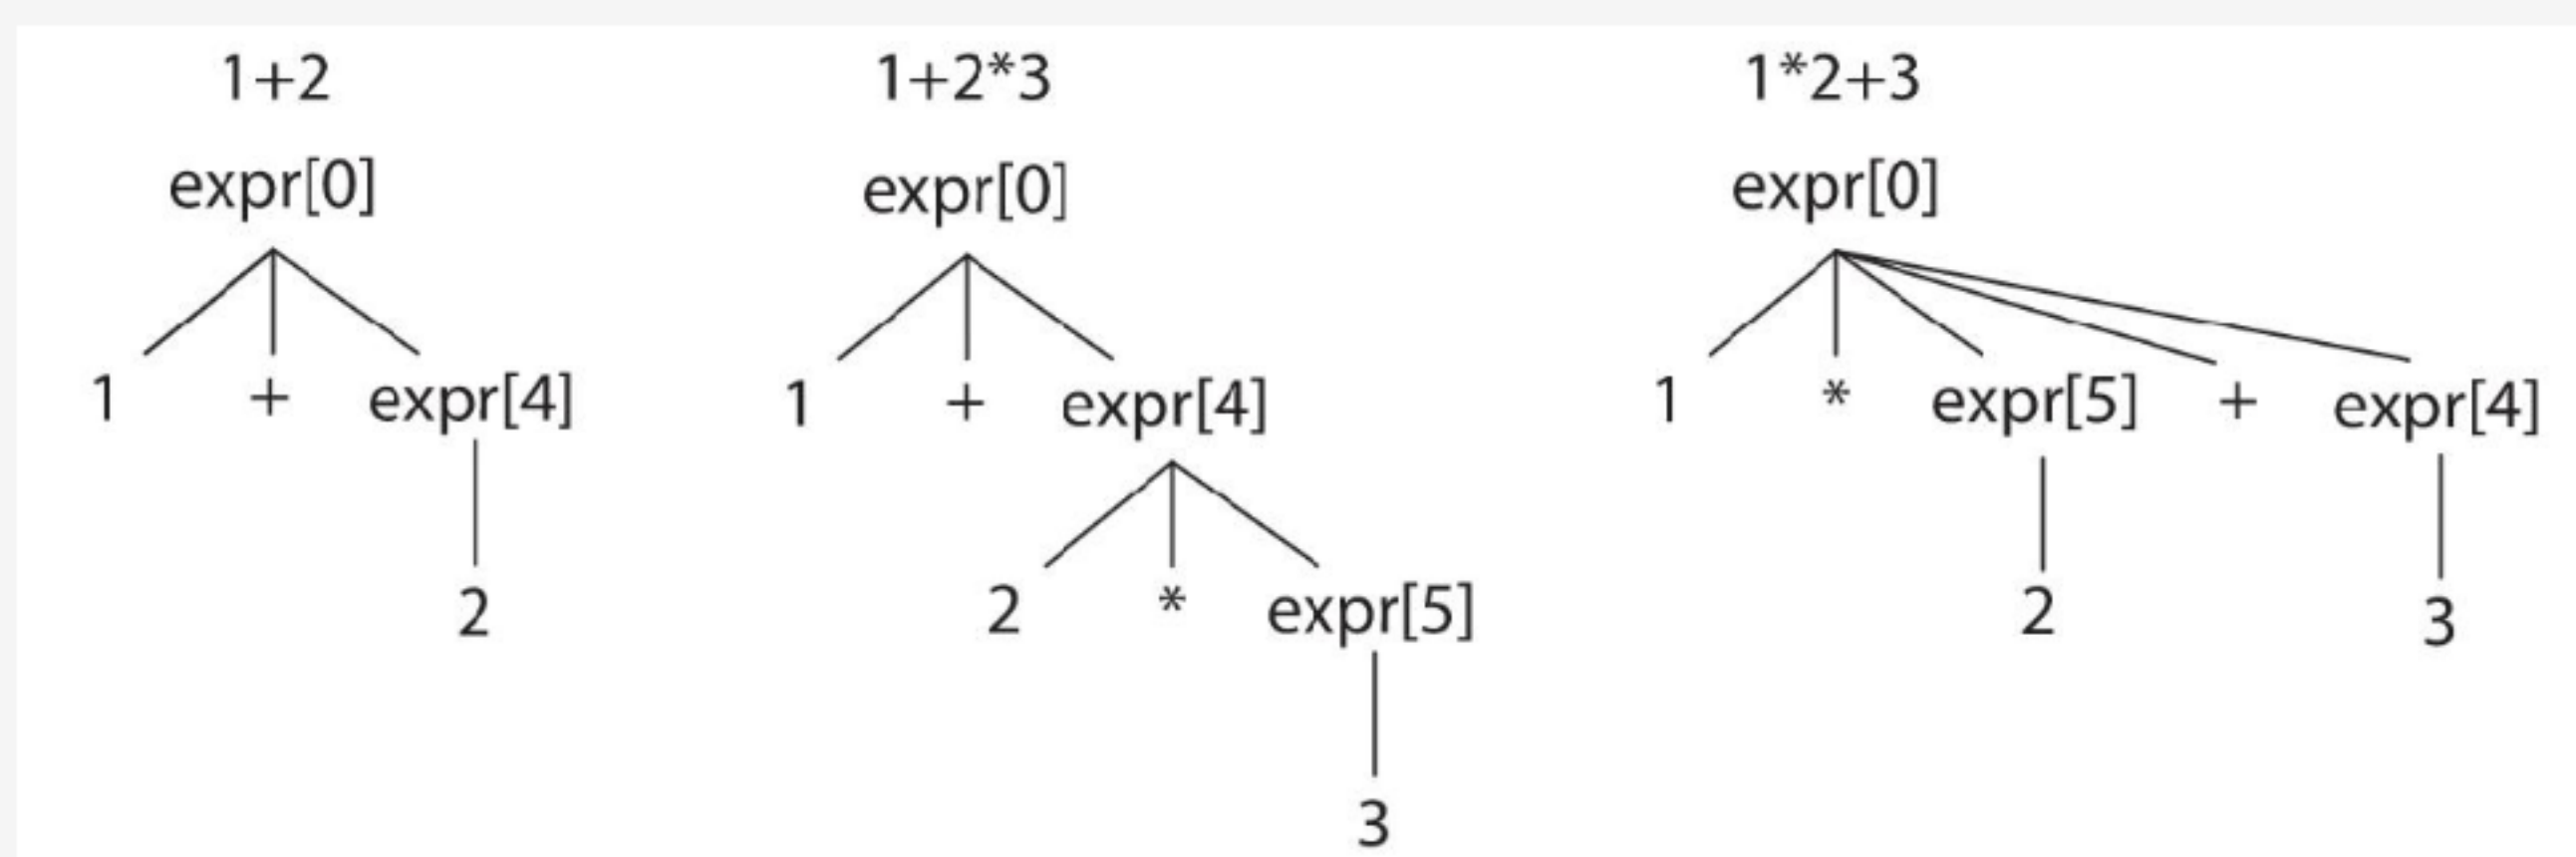 1+2 1+2*3 1*2+3
expr[0] expr[0] expr[0]
1 + expr[4] 1 + expr[4] 1 * expr[5] + expr[4]
2 2 * expr[5] 2 3
3